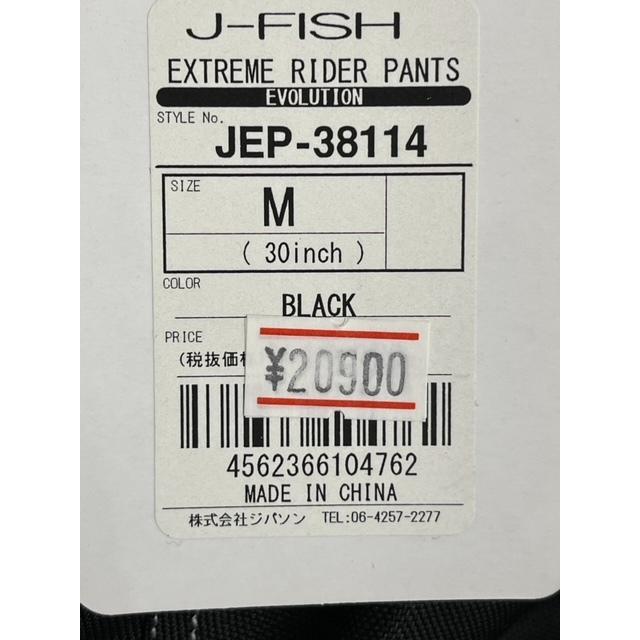 J-FISH
EXTREME RIDER PANTS
EVOLUTION
STYLE No.
JEP-38114
SIZE
M
( 30inch )
COLOR
BLACK
PRICE
(税抜価
¥20900
4562366104762
MADE IN CHINA
株式会社ジパソン TEL:06-4257-2277